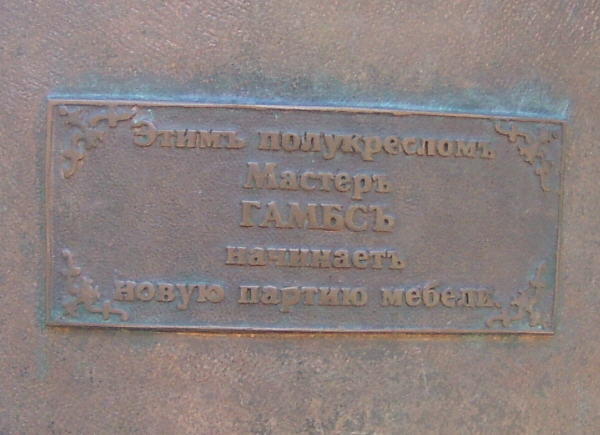 Этимъ полукресломъ
Мастеръ
ГАМБСЪ
начинаетъ
новую партию мебели.